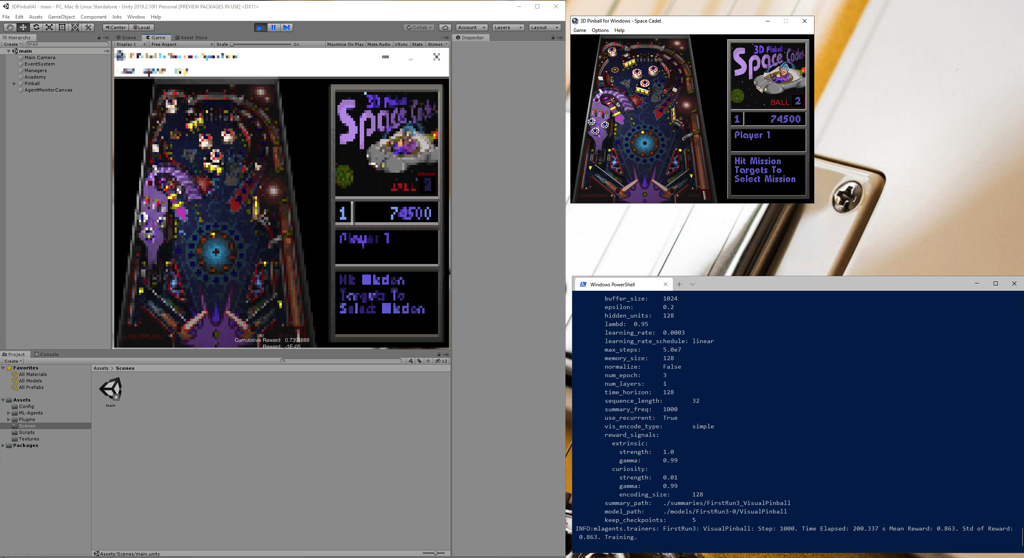 3DPinballAI - main - PC, Mac & Linux Standalone - Unity 2019.2.10f1 Personal [PREVIEW PACKAGES IN USE] <DX11>
File Edit Assets GameObject Component Jobs Window Help
Center Local
Collab Account Layers Layout
Hierarchy
Create
main
Main Camera
EventSystem
Managers
Academy
Pinball
AgentMonitorCanvas
Scene Game Asset Store
Display 1 Free Aspect Scale 1x Maximize On Play Mute Audio VSync Stats Gizmos
3D Pinball
Space Cadet
BALL 2
1 74500
Player 1
Hit
Targets To
Select
Cumulative Reward:
Reward: -1E-05
Inspector
Project Console
Create
Favorites
All Materials
All Models
All Prefabs
Assets
Config
ML-Agents
Plugins
Scenes
Scripts
Textures
Packages
Assets > Scenes
main
Assets/Scenes/main.unity
3D Pinball for Windows - Space Cadet
Game Options Help
3D Pinball
Space Cadet
BALL 2
1 74500
Player 1
Hit Mission
Targets To
Select Mission
Windows PowerShell
buffer_size: 1024
epsilon: 0.2
hidden_units: 128
lambd: 0.95
learning_rate: 0.0003
learning_rate_schedule: linear
max_steps: 5.0e7
memory_size: 128
normalize: False
num_epoch: 3
num_layers: 1
time_horizon: 128
sequence_length: 32
summary_freq: 1000
use_recurrent: True
vis_encode_type: simple
reward_signals:
extrinsic:
strength: 1.0
gamma: 0.99
curiosity:
strength: 0.01
gamma: 0.99
encoding_size: 128
summary_path: ./summaries/FirstRun3_VisualPinball
model_path: ./models/FirstRun3-0/VisualPinball
keep_checkpoints: 5
INFO:mlagents.trainers: FirstRun3: VisualPinball: Step: 1000. Time Elapsed: 200.337 s Mean Reward: 0.863. Std of Reward:
0.863. Training.